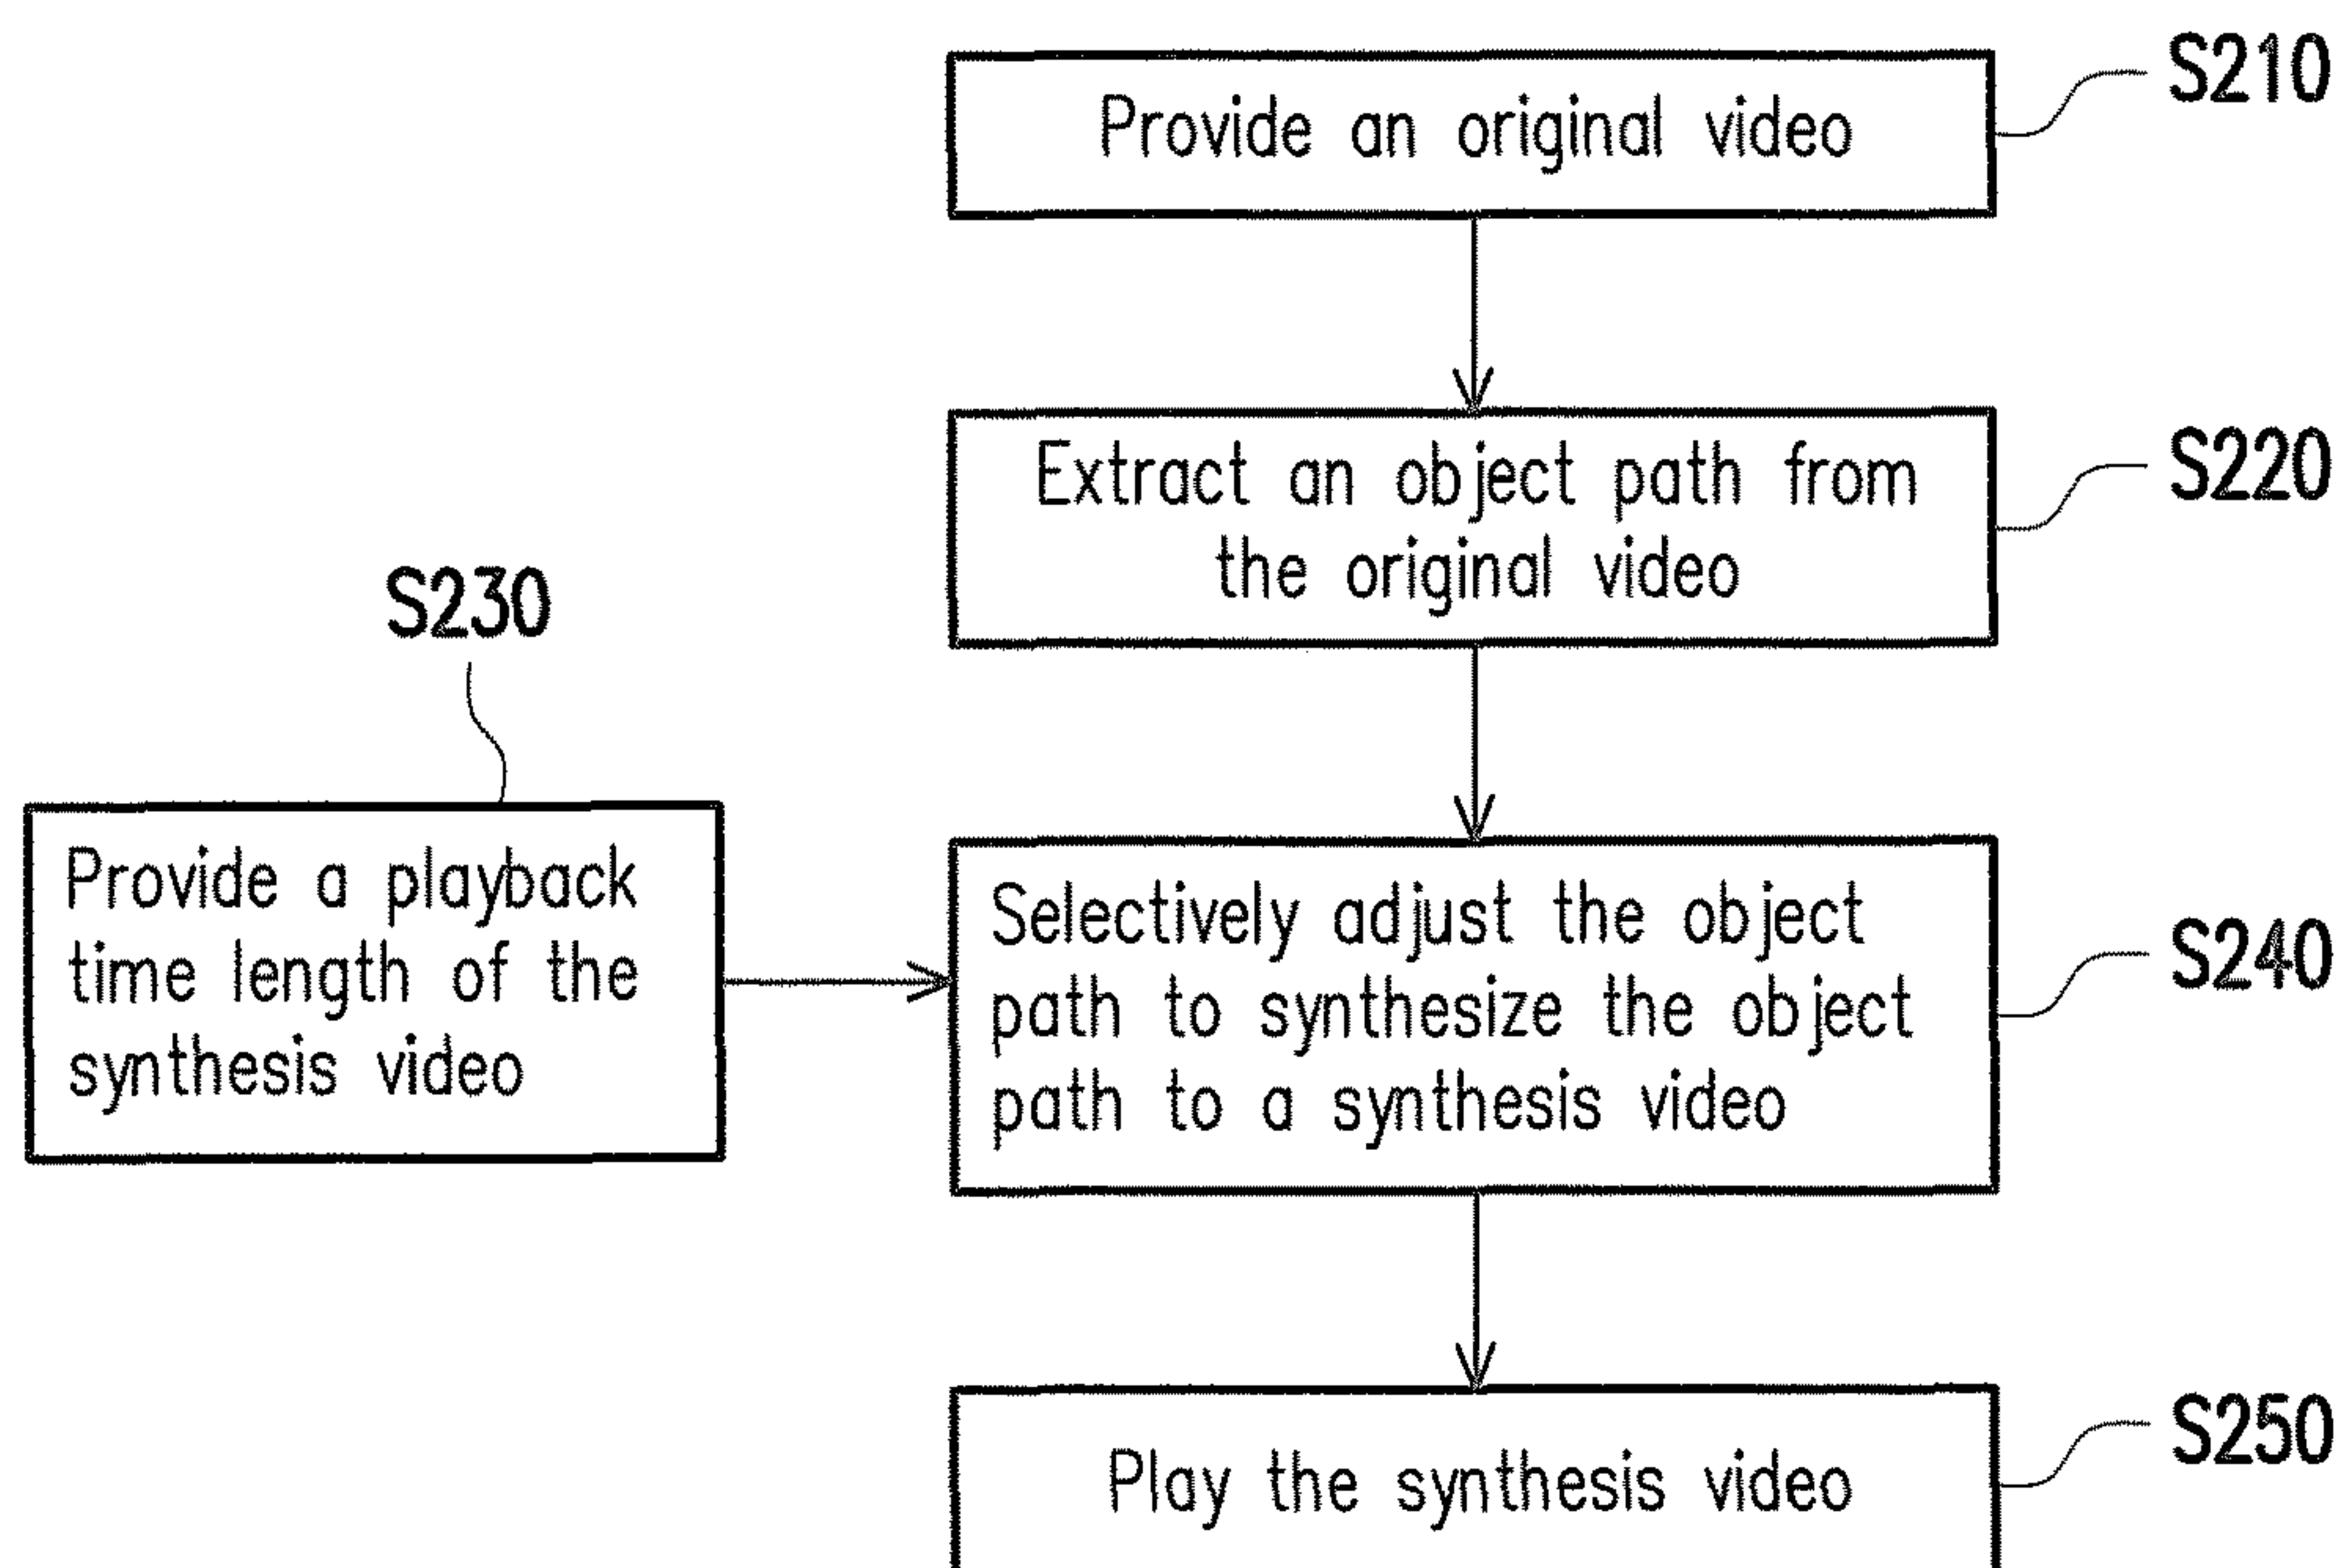 Provide an original video
S210
Extract an object path from
the original video
S220
S230
Provide a playback
time length of the
synthesis video
Selectively adjust the object
path to synthesize the object
path to a synthesis video
S240
Play the synthesis video
S250